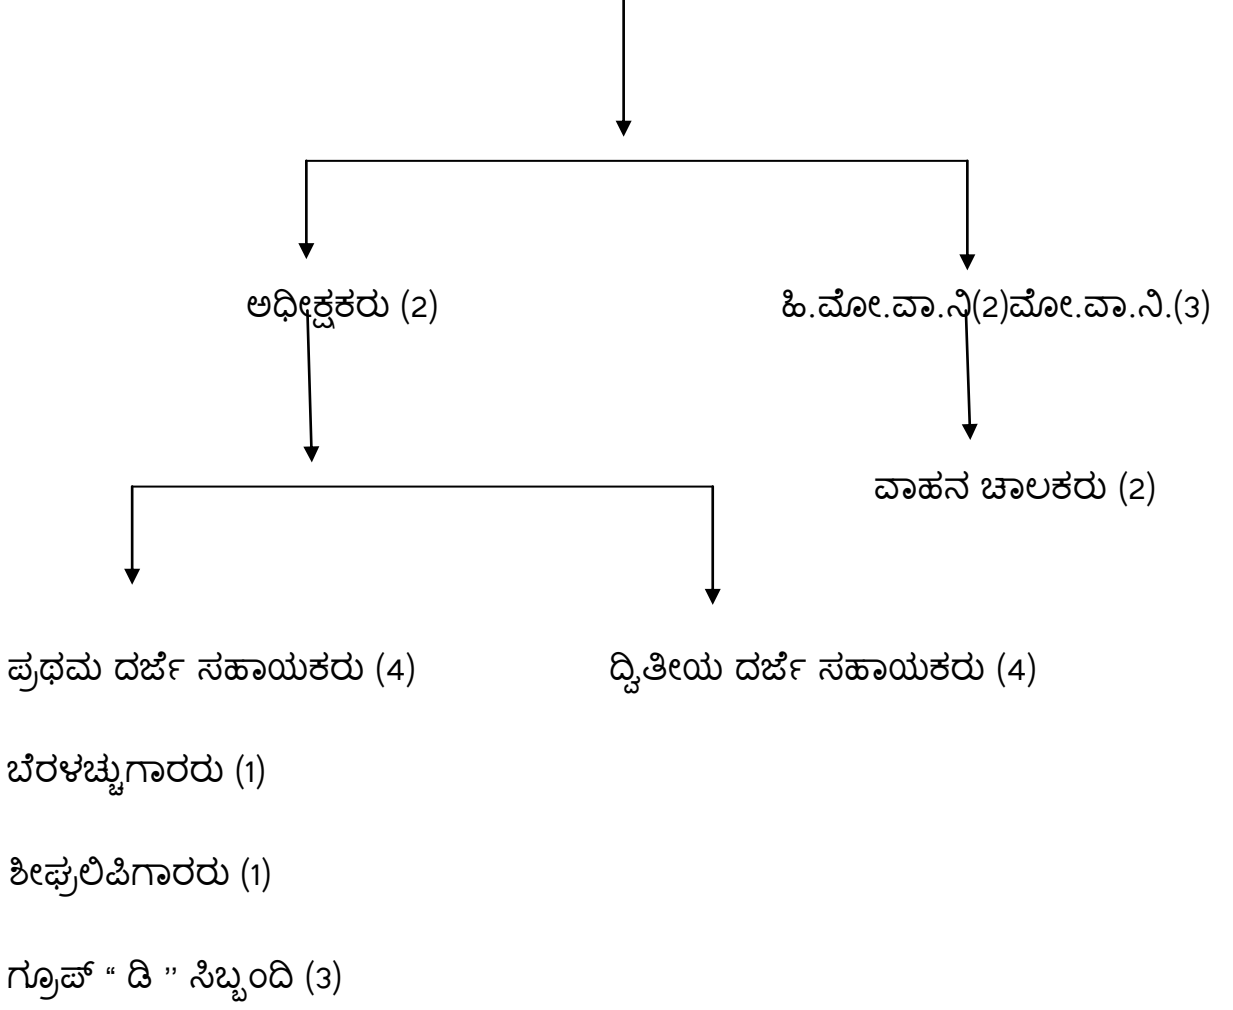 ಅಧೀಕ್ಷಕರು (2) ಹಿ.ಮೋ.ವಾ.ನಿ(2)ಮೋ.ವಾ.ನಿ.(3)
ವಾಹನ ಚಾಲಕರು (2)
ಪ್ರಥಮ ದರ್ಜೆ ಸಹಾಯಕರು (4) ದ್ವಿತೀಯ ದರ್ಜೆ ಸಹಾಯಕರು (4)
ಬೆರಳಚ್ಚುಗಾರರು (1)
ಶೀಘ್ರಲಿಪಿಗಾರರು (1)
ಗ್ರೂಪ್ “ ಡಿ ” ಸಿಬ್ಬಂದಿ (3)